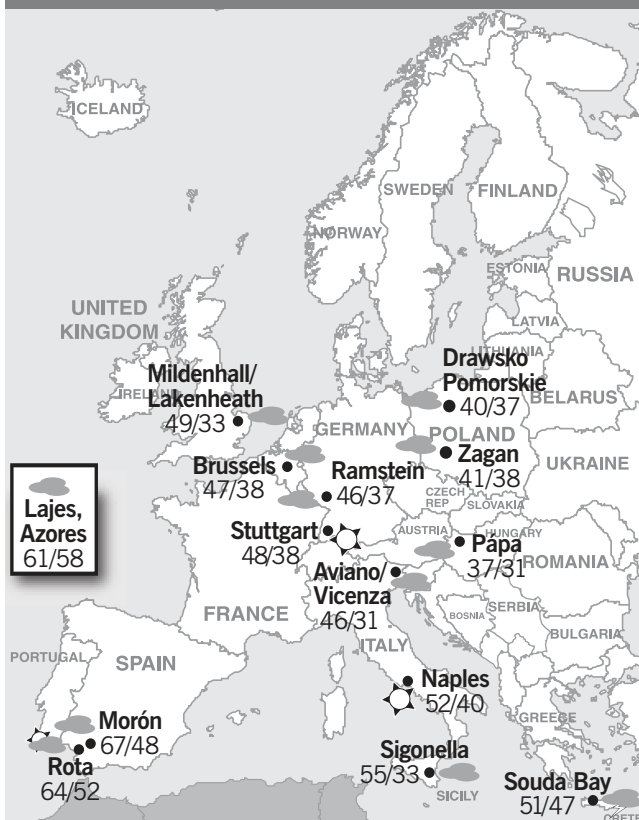 ICELAND
SWEDEN
FINLAND
NORWAY
ESTONIA
RUSSIA
LATVIA
LITHUANIA
UNITED
KINGDOM
IRELAND
Mildenhall/
Lakenheath
49/33
Drawsko
Pomorskie
40/37
BELARUS
GERMANY
POLAND
Zagan
41/38
UKRAINE
Brussels
47/38
Ramstein
46/37
CZECH
REP
SLOVAKIA
Lajes,
Azores
61/58
Stuttgart
48/38
AUSTRIA
HUNGARY
Pápa
37/31
ROMANIA
Aviano/
Vicenza
46/31
FRANCE
BOSNIA
SERBIA
BULGARIA
ITALY
PORTUGAL
SPAIN
Naples
52/40
GREECE
Morón
67/48
Rota
64/52
Sigonella
55/33
SICILY
Souda Bay
51/47
CRETE